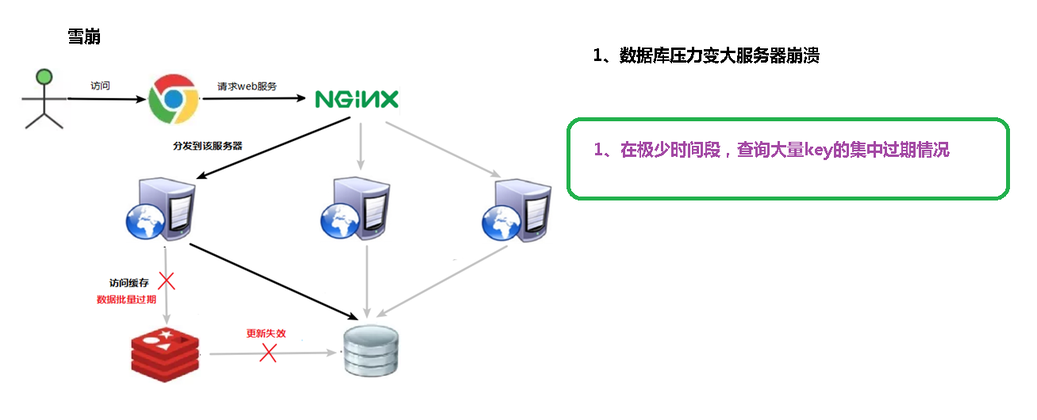 雪崩
1、数据库压力变大服务器崩溃
访问
请求web服务
NGINX
1、在极少时间段，查询大量key的集中过期情况
分发到该服务器
访问缓存
数据批量过期
更新失效